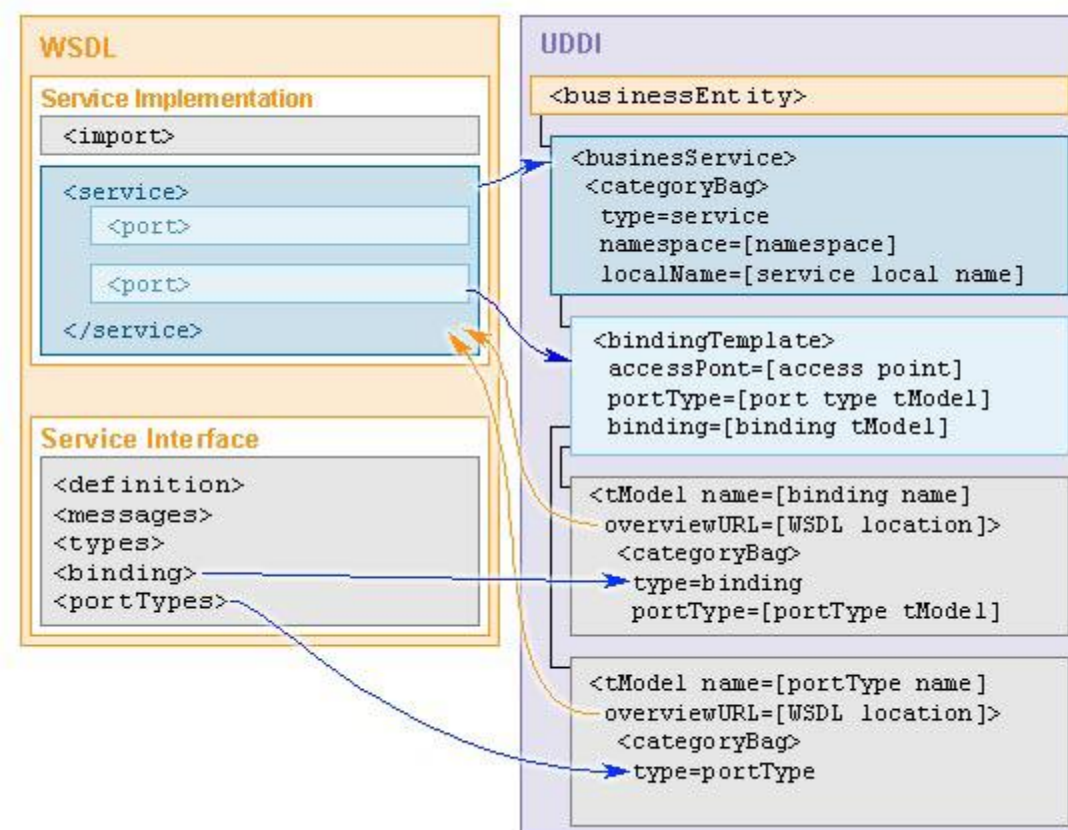 WSDL
Service Implementation
<import>
<service>
<port>
<port>
</service>
Service Interface
<definition>
<messages>
<types>
<binding>
<portTypes>
UDDI
<businessEntity>
<businesService>
<categoryBag>
type=service
namespace=[namespace]
localName=[service local name]
<bindingTemplate>
accessPont=[access point]
portType=[port type tModel]
binding=[binding tModel]
<tModel name=[binding name]
overviewURL=[WSDL location]>
<categoryBag>
type=binding
portType=[portType tModel]
<tModel name=[portType name]
overviewURL=[WSDL location]>
<categoryBag>
type=portType